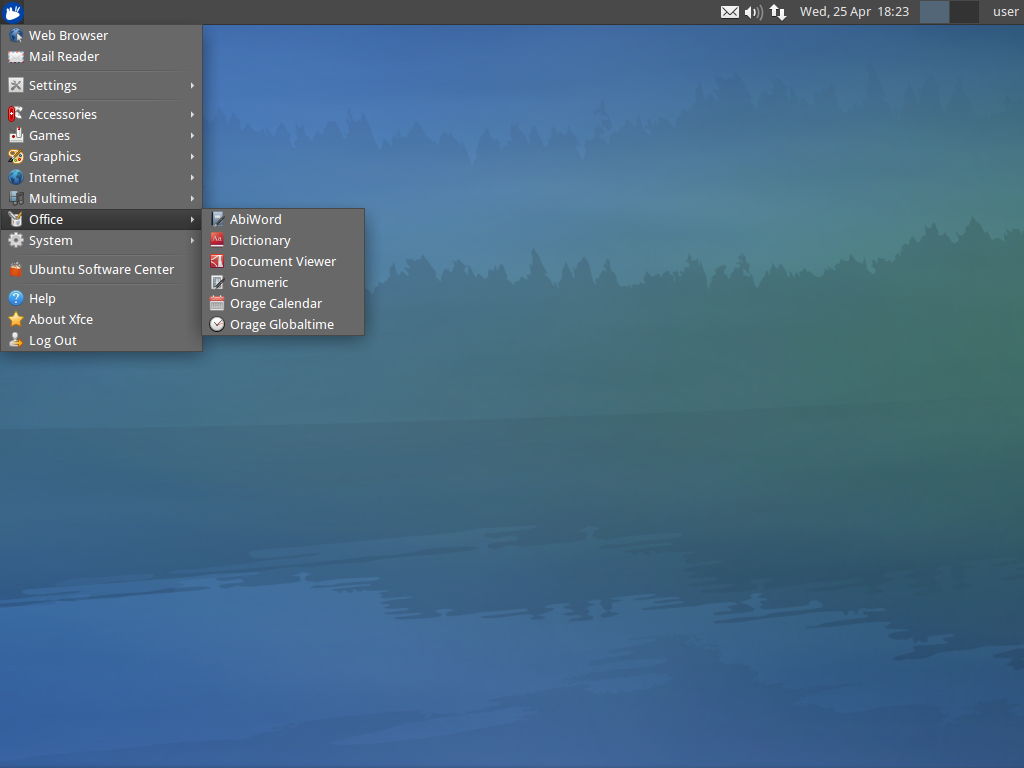 Wed, 25 Apr 18:23
user
Web Browser
Mail Reader
Settings
Accessories
Games
Graphics
Internet
Multimedia
Office
System
Ubuntu Software Center
Help
About Xfce
Log Out
AbiWord
Dictionary
Document Viewer
Gnumeric
Orage Calendar
Orage Globaltime